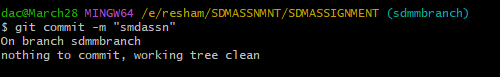 dac@March28 MINGW64 /e/resham/SDMASSNMNT/SDMASSIGNMENT (sdmmbranch)
$ git commit -m "smdassn"
On branch sdmmbranch
nothing to commit, working tree clean